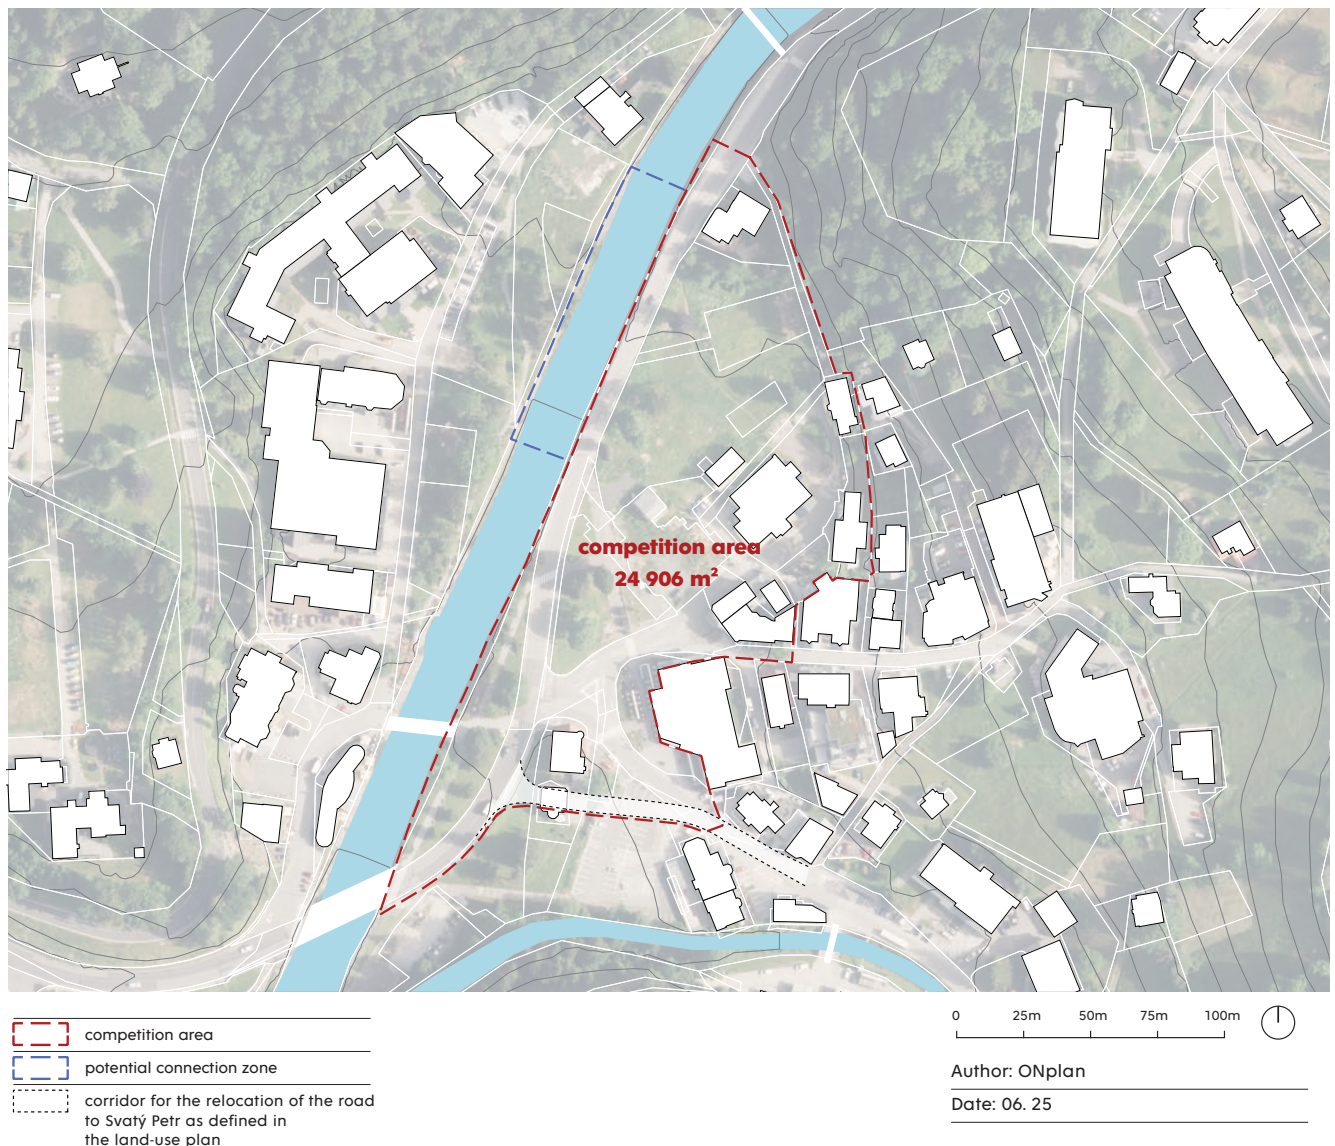 competition area
24 906 m²
competition area
potential connection zone
corridor for the relocation of the road
to Svatý Petr as defined in
the land-use plan
0 25m 50m 75m 100m
Author: ONplan
Date: 06. 25